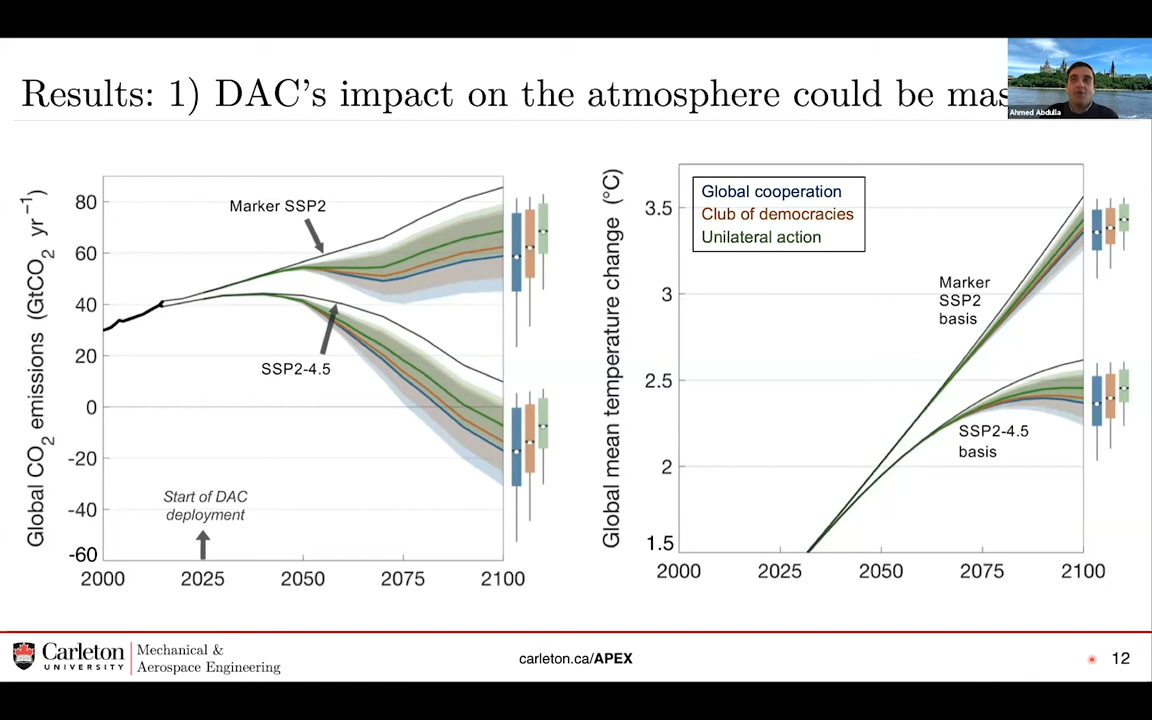 Results: 1) DAC's impact on the atmosphere could be mas
Ahmed Abdulla
Global CO2 emissions (GtCO2 yr−1)
80
60
40
20
0
-20
-40
-60
2000
2025
2050
2075
2100
Marker SSP2
SSP2-4.5
Start of DAC
deployment
Global mean temperature change (°C)
3.5
3
2.5
2
1.5
2000
2025
2050
2075
2100
Global cooperation
Club of democracies
Unilateral action
Marker
SSP2
basis
SSP2-4.5
basis
Carleton
UNIVERSITY
Mechanical &
Aerospace Engineering
carleton.ca/APEX
12